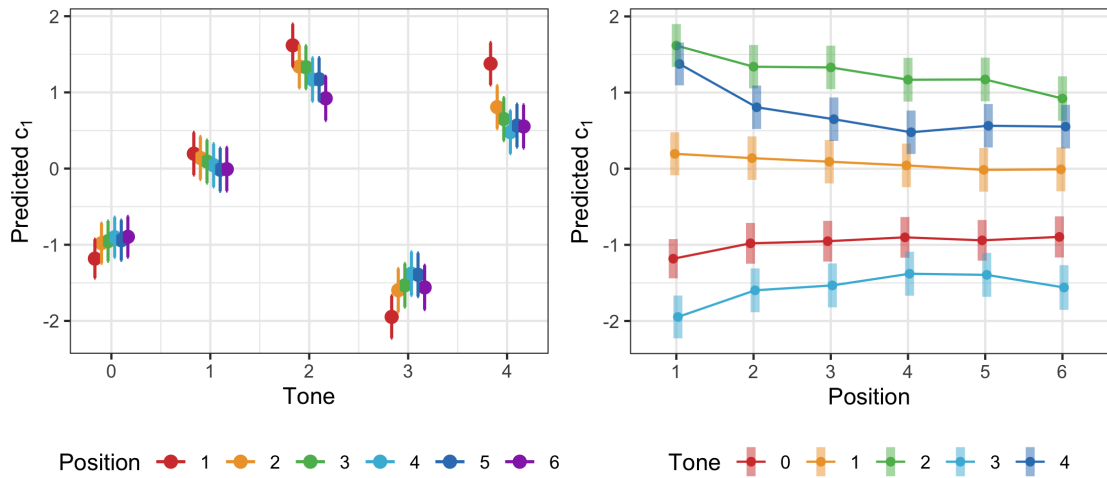 Predicted c1
2
1
0
-1
-2
0 1 2 3 4
Tone
Position 1 2 3 4 5 6
Predicted c1
2
1
0
-1
-2
1 2 3 4 5 6
Position
Tone 0 1 2 3 4